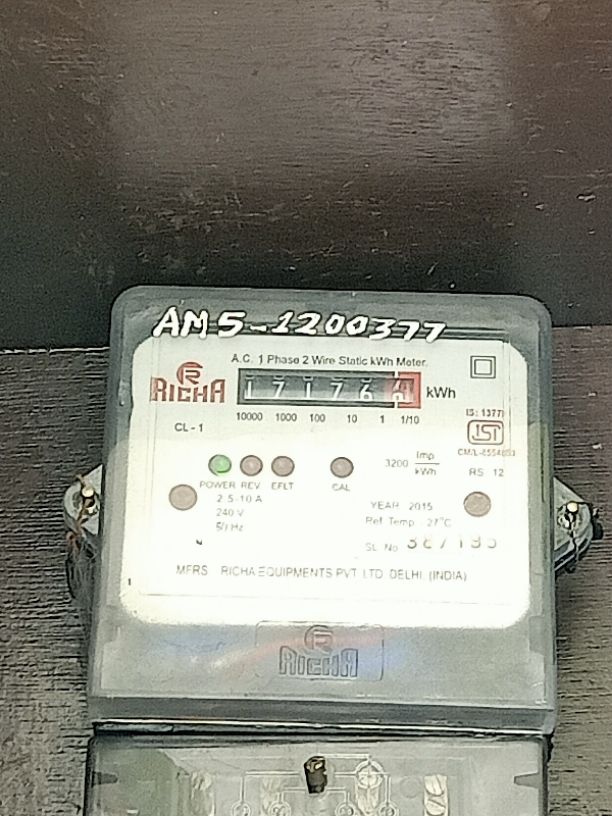 AM5-1200377
A.C. 1 Phase 2 Wire Static kWh Meter.
R
RICHA
17176 kWh
10000 1000 100 10 1 1/10
CL-1
ISI
3200 Imp/kWh
RS 12
POWER REV EFLT CAL
2.5-10 A
240 V
50 Hz
YEAR 2015
Ref. Temp. 27°C
SL. No. 387195
MFRS. RICHA EQUIPMENTS PVT. LTD. DELHI. (INDIA)
R
RICHA